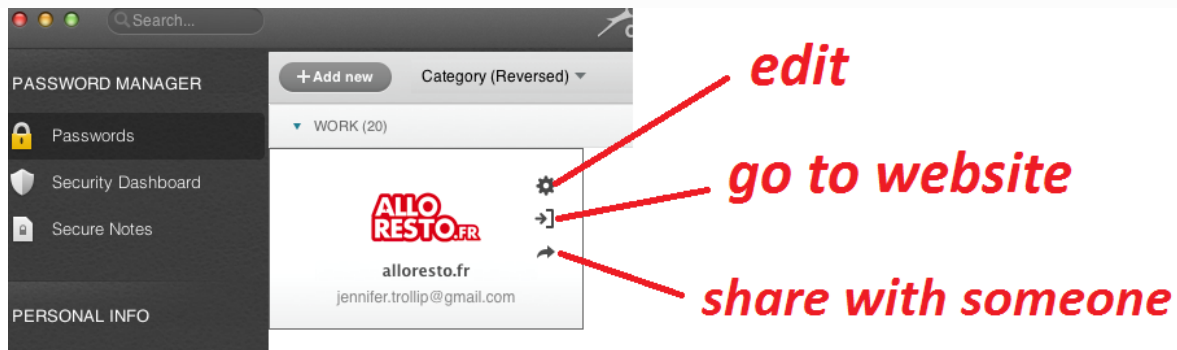 Search...
PASSWORD MANAGER
Passwords
Security Dashboard
Secure Notes
PERSONAL INFO
+Add new
Category (Reversed)
WORK (20)
ALLO
RESTO.FR
alloresto.fr
jennifer.trollip@gmail.com
edit
go to website
share with someone